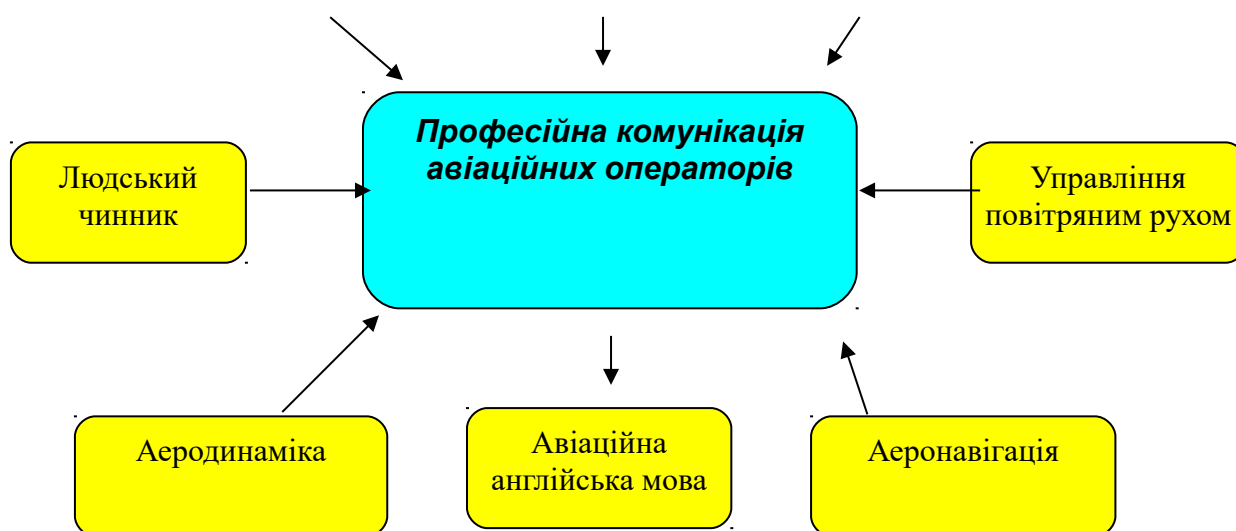 Професійна комунікація
авіаційних операторів
Людський
чинник
Управління
повітряним рухом
Аеродинаміка
Авіаційна
англійська мова
Аеронавігація